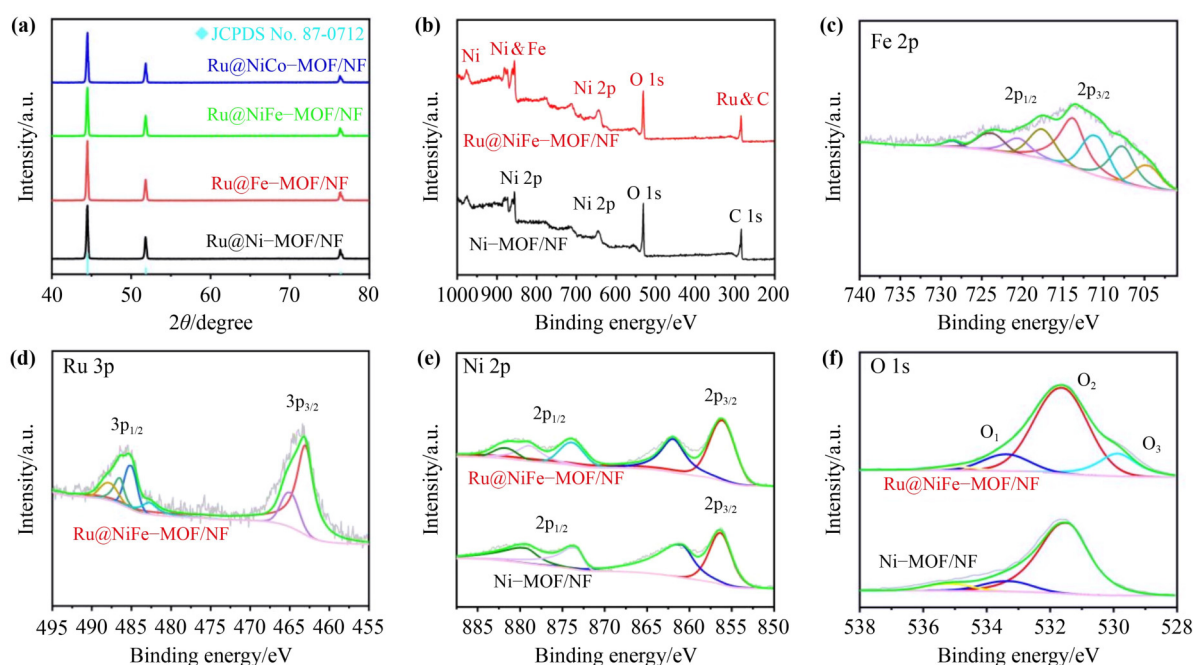 (a)
◆ JCPDS No. 87-0712
Ru@NiCo−MOF/NF
Ru@NiFe−MOF/NF
Ru@Fe−MOF/NF
Ru@Ni−MOF/NF
Intensity/a.u.
40 50 60 70 80
2θ/degree
(b)
Ni Ni & Fe
Ni 2p
O 1s
Ru & C
Ru@NiFe−MOF/NF
Ni 2p
Ni 2p
O 1s
C 1s
Ni−MOF/NF
Intensity/a.u.
1000 900 800 700 600 500 400 300 200
Binding energy/eV
(c)
Fe 2p
2p1/2
2p3/2
Intensity/a.u.
740 730 725 720 715 710 705
Binding energy/eV
(d)
Ru 3p
3p1/2
3p3/2
Ru@NiFe−MOF/NF
Intensity/a.u.
495 490 485 480 475 470 465 460 455
Binding energy/eV
(e)
Ni 2p
2p1/2
2p3/2
Ru@NiFe−MOF/NF
2p1/2
2p3/2
Ni−MOF/NF
Intensity/a.u.
880 875 870 865 860 855 850
Binding energy/eV
(f)
O 1s
O1
O2
O3
Ru@NiFe−MOF/NF
Ni−MOF/NF
Intensity/a.u.
538 536 534 532 530 528
Binding energy/eV